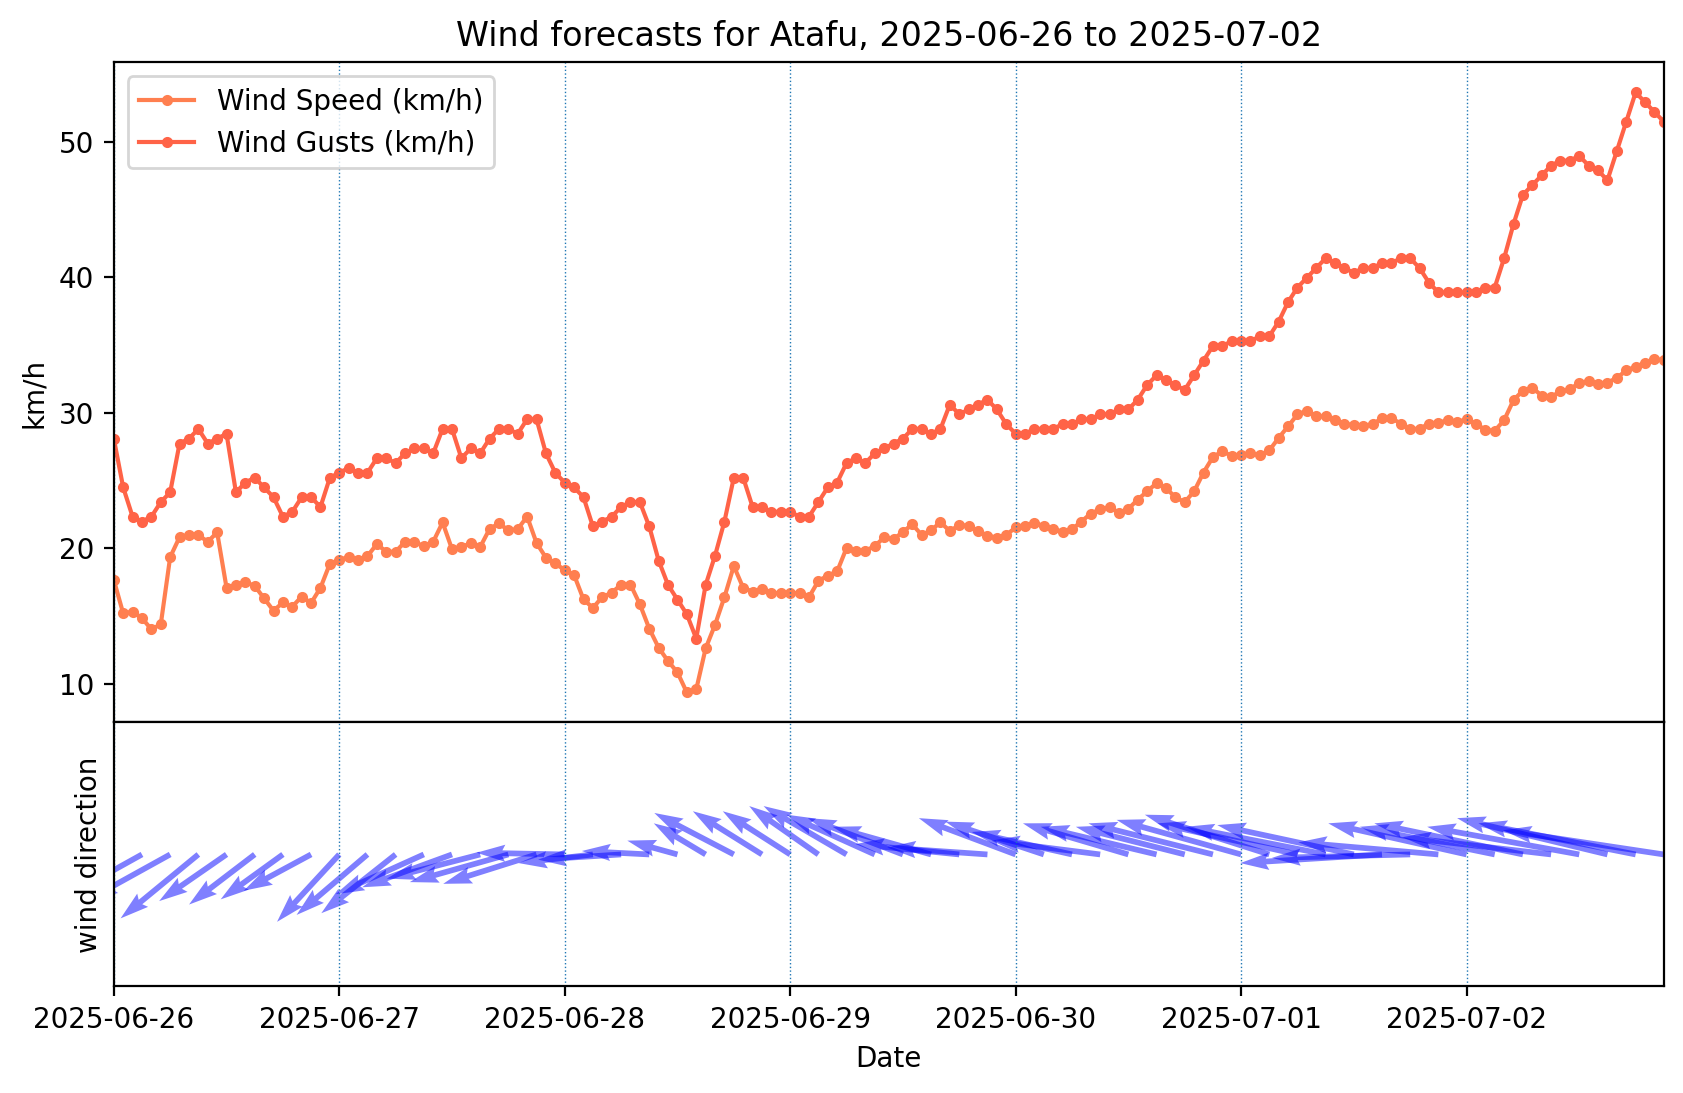 Wind forecasts for Atafu, 2025-06-26 to 2025-07-02
Wind Speed (km/h)
Wind Gusts (km/h)
50
40
30
20
10
km/h
wind direction
2025-06-26
2025-06-27
2025-06-28
2025-06-29
2025-06-30
2025-07-01
2025-07-02
Date